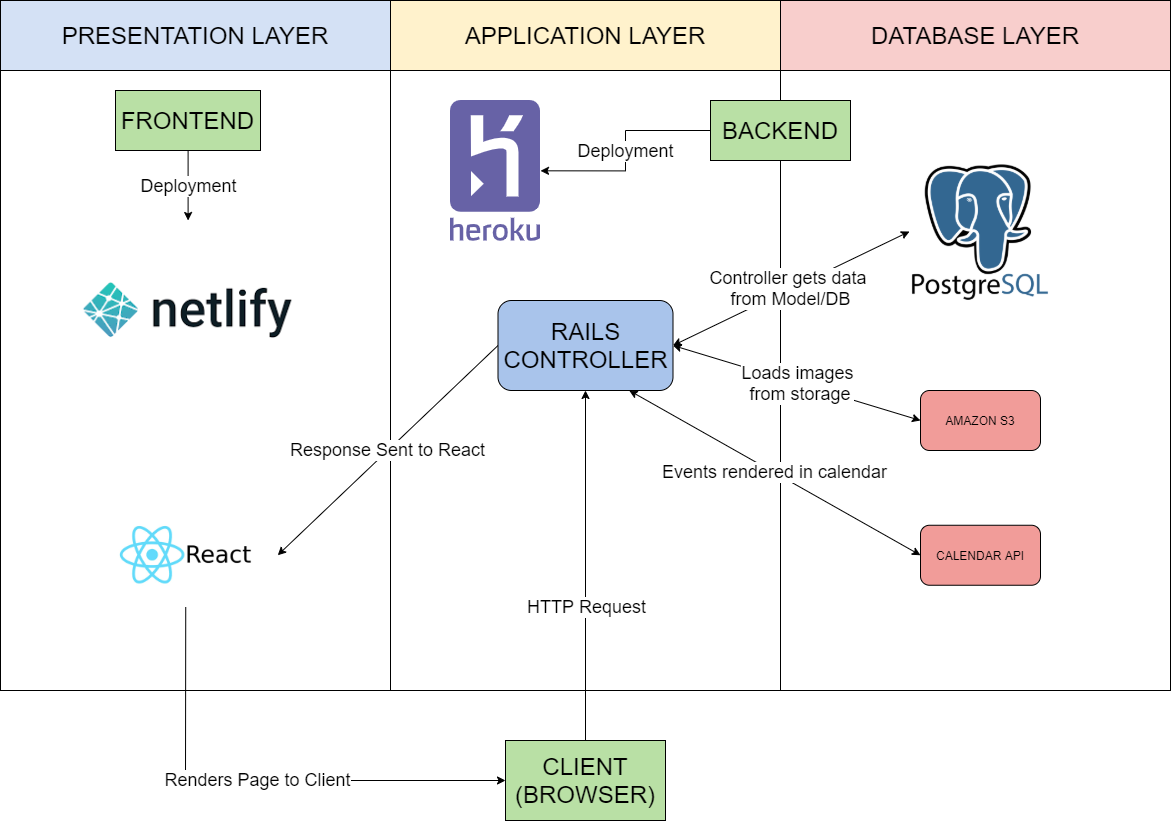 PRESENTATION LAYER
APPLICATION LAYER
DATABASE LAYER
FRONTEND
Deployment
netlify
heroku
Deployment
BACKEND
PostgreSQL
Controller gets data
from Model/DB
RAILS
CONTROLLER
Loads images
from storage
AMAZON S3
Response Sent to React
Events rendered in calendar
React
CALENDAR API
HTTP Request
Renders Page to Client
CLIENT
(BROWSER)